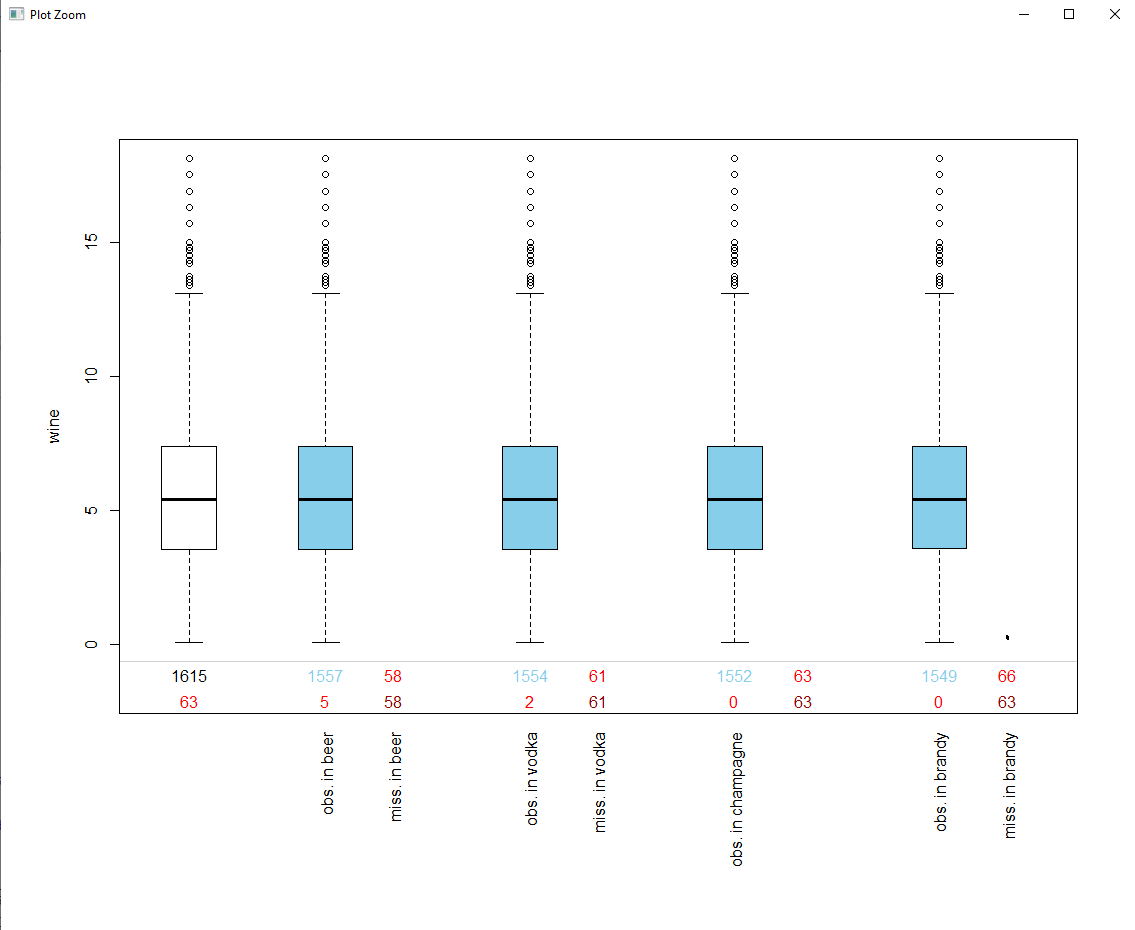 Plot Zoom
wine
15
10
5
0
1615 1557 58 1554 61 1552 63 1549 66
63 5 58 2 61 0 63 0 63
obs. in beer
miss. in beer
obs. in vodka
miss. in vodka
obs. in champagne
obs. in brandy
miss. in brandy